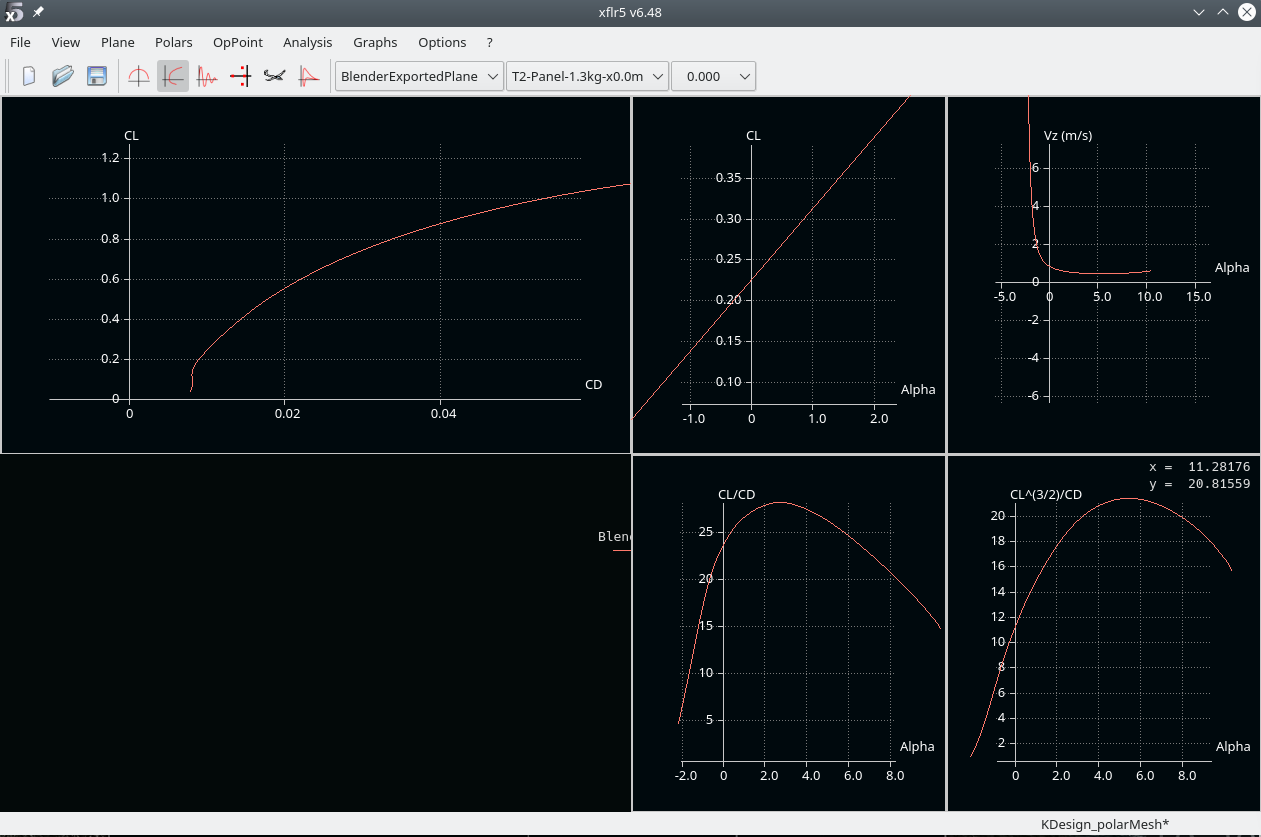 x5 xflr5 v6.48
File View Plane Polars OpPoint Analysis Graphs Options ?
BlenderExportedPlane T2-Panel-1.3kg-x0.0m 0.000
CL
1.2
1.0
0.8
0.6
0.4
0.2
0
CD
0 0.02 0.04
CL
0.35
0.30
0.25
0.20
0.15
0.10
Alpha
-1.0 0 1.0 2.0
Vz (m/s)
6
4
2
Alpha
0
-5.0 0 5.0 10.0 15.0
-2
-4
-6
Blend
CL/CD
25
20
15
10
5
Alpha
-2.0 0 2.0 4.0 6.0 8.0
x = 11.28176
y = 20.81559
CL^(3/2)/CD
20
18
16
14
12
10
8
6
4
2
Alpha
0 2.0 4.0 6.0 8.0
KDesign_polarMesh*